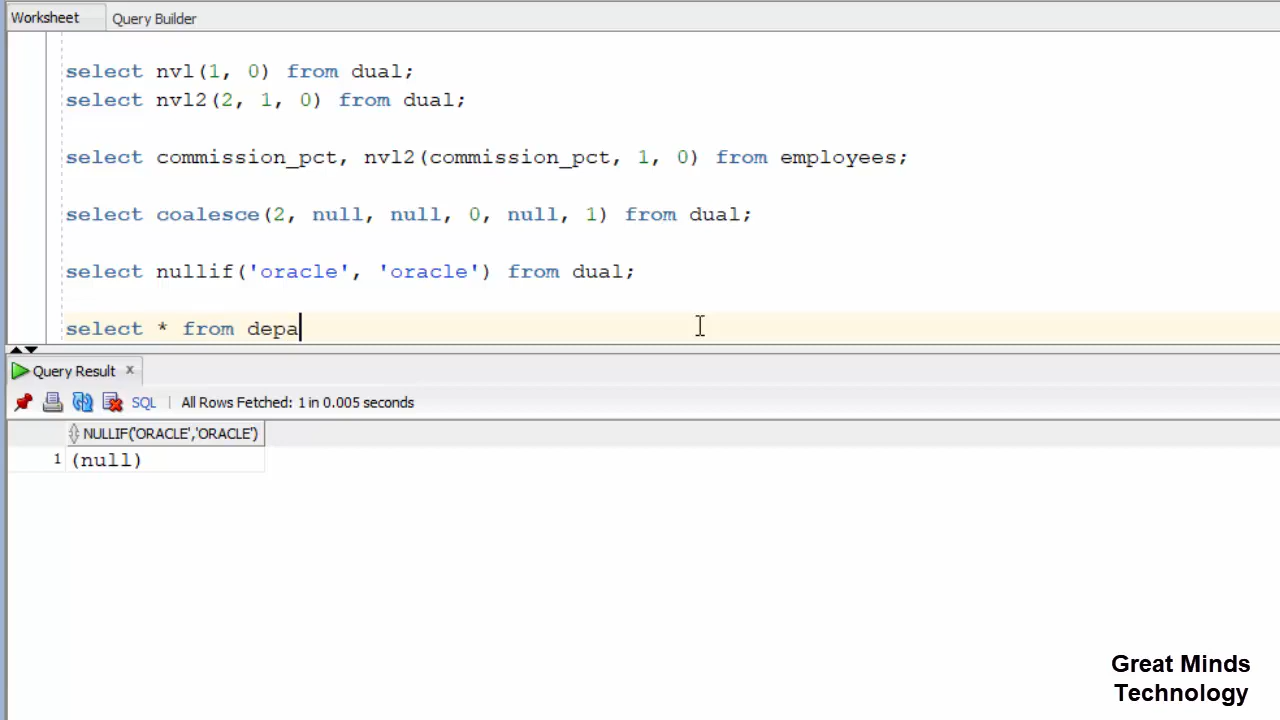 Worksheet Query Builder
select nvl(1, 0) from dual;
select nvl2(2, 1, 0) from dual;
select commission_pct, nvl2(commission_pct, 1, 0) from employees;
select coalesce(2, null, null, 0, null, 1) from dual;
select nullif('oracle', 'oracle') from dual;
select * from depa
Query Result x
SQL | All Rows Fetched: 1 in 0.005 seconds
NULLIF('ORACLE','ORACLE')
1 (null)
Great Minds
Technology